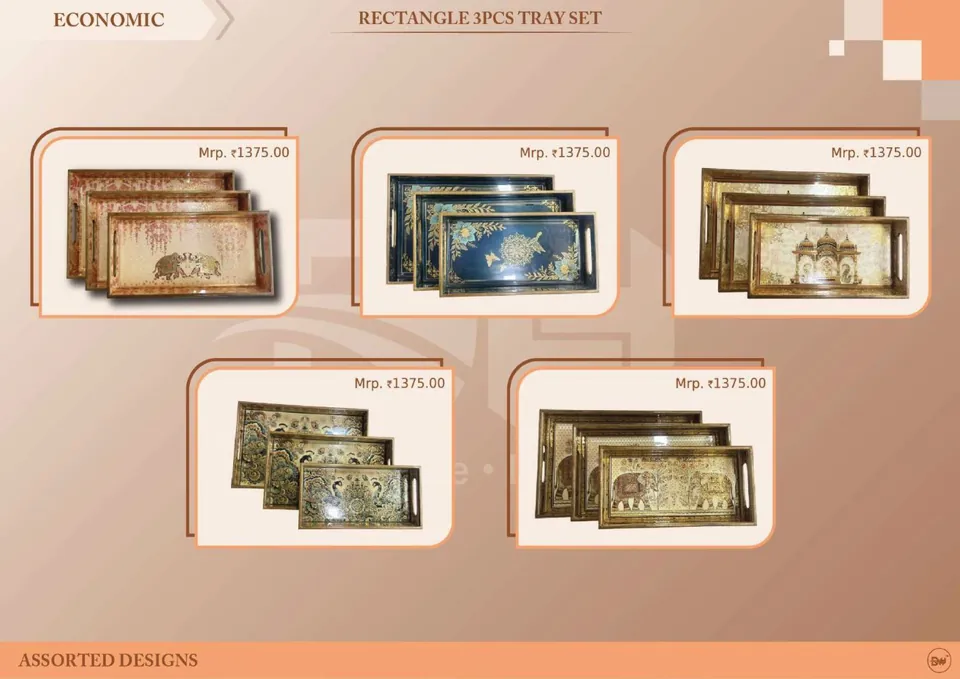 ECONOMIC
RECTANGLE 3PCS TRAY SET
Mrp. ₹1375.00
Mrp. ₹1375.00
Mrp. ₹1375.00
Mrp. ₹1375.00
Mrp. ₹1375.00
ASSORTED DESIGNS